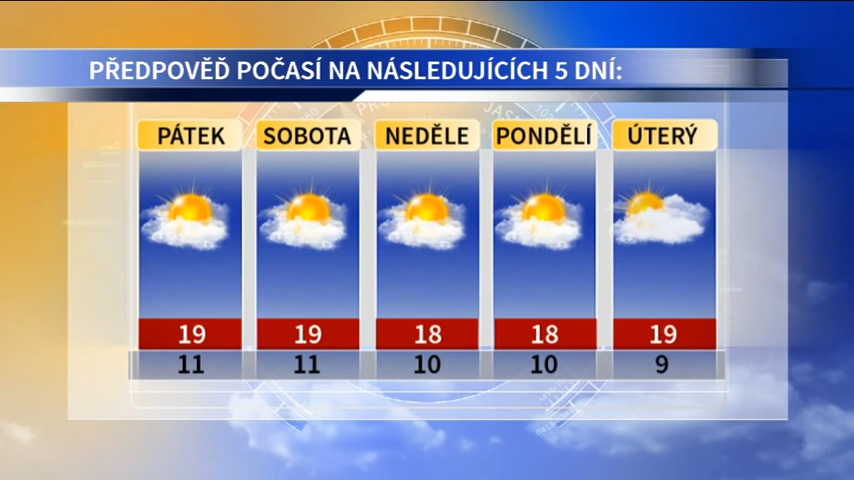 PŘEDPOVĚĎ POČASÍ NA NÁSLEDUJÍCÍCH 5 DNÍ:
PÁTEK SOBOTA NEDĚLE PONDĚLÍ ÚTERÝ
19 19 18 18 19
11 11 10 10 9